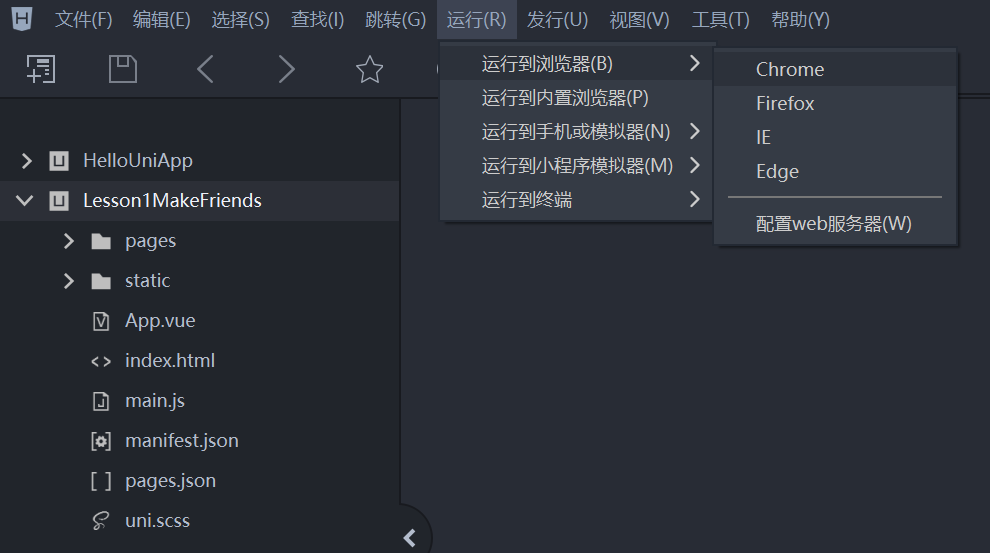 文件(F) 编辑(E) 选择(S) 查找(I) 跳转(G) 运行(R) 发行(U) 视图(V) 工具(T) 帮助(Y)
运行到浏览器(B)
运行到内置浏览器(P)
运行到手机或模拟器(N)
运行到小程序模拟器(M)
运行到终端
Chrome
Firefox
IE
Edge
配置web服务器(W)
HelloUniApp
Lesson1MakeFriends
pages
static
App.vue
index.html
main.js
manifest.json
pages.json
uni.scss